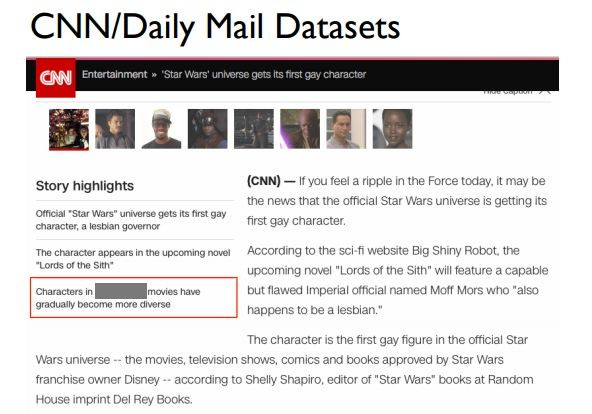 CNN/Daily Mail Datasets
CNN
Entertainment » 'Star Wars' universe gets its first gay character
Hide Caption
Story highlights
Official "Star Wars" universe gets its first gay
character, a lesbian governor
The character appears in the upcoming novel
"Lords of the Sith"
Characters in movies have
gradually become more diverse
(CNN) — If you feel a ripple in the Force today, it may be
the news that the official Star Wars universe is getting its
first gay character.
According to the sci-fi website Big Shiny Robot, the
upcoming novel "Lords of the Sith" will feature a capable
but flawed Imperial official named Moff Mors who "also
happens to be a lesbian."
The character is the first gay figure in the official Star
Wars universe -- the movies, television shows, comics and books approved by Star Wars
franchise owner Disney -- according to Shelly Shapiro, editor of "Star Wars" books at Random
House imprint Del Rey Books.